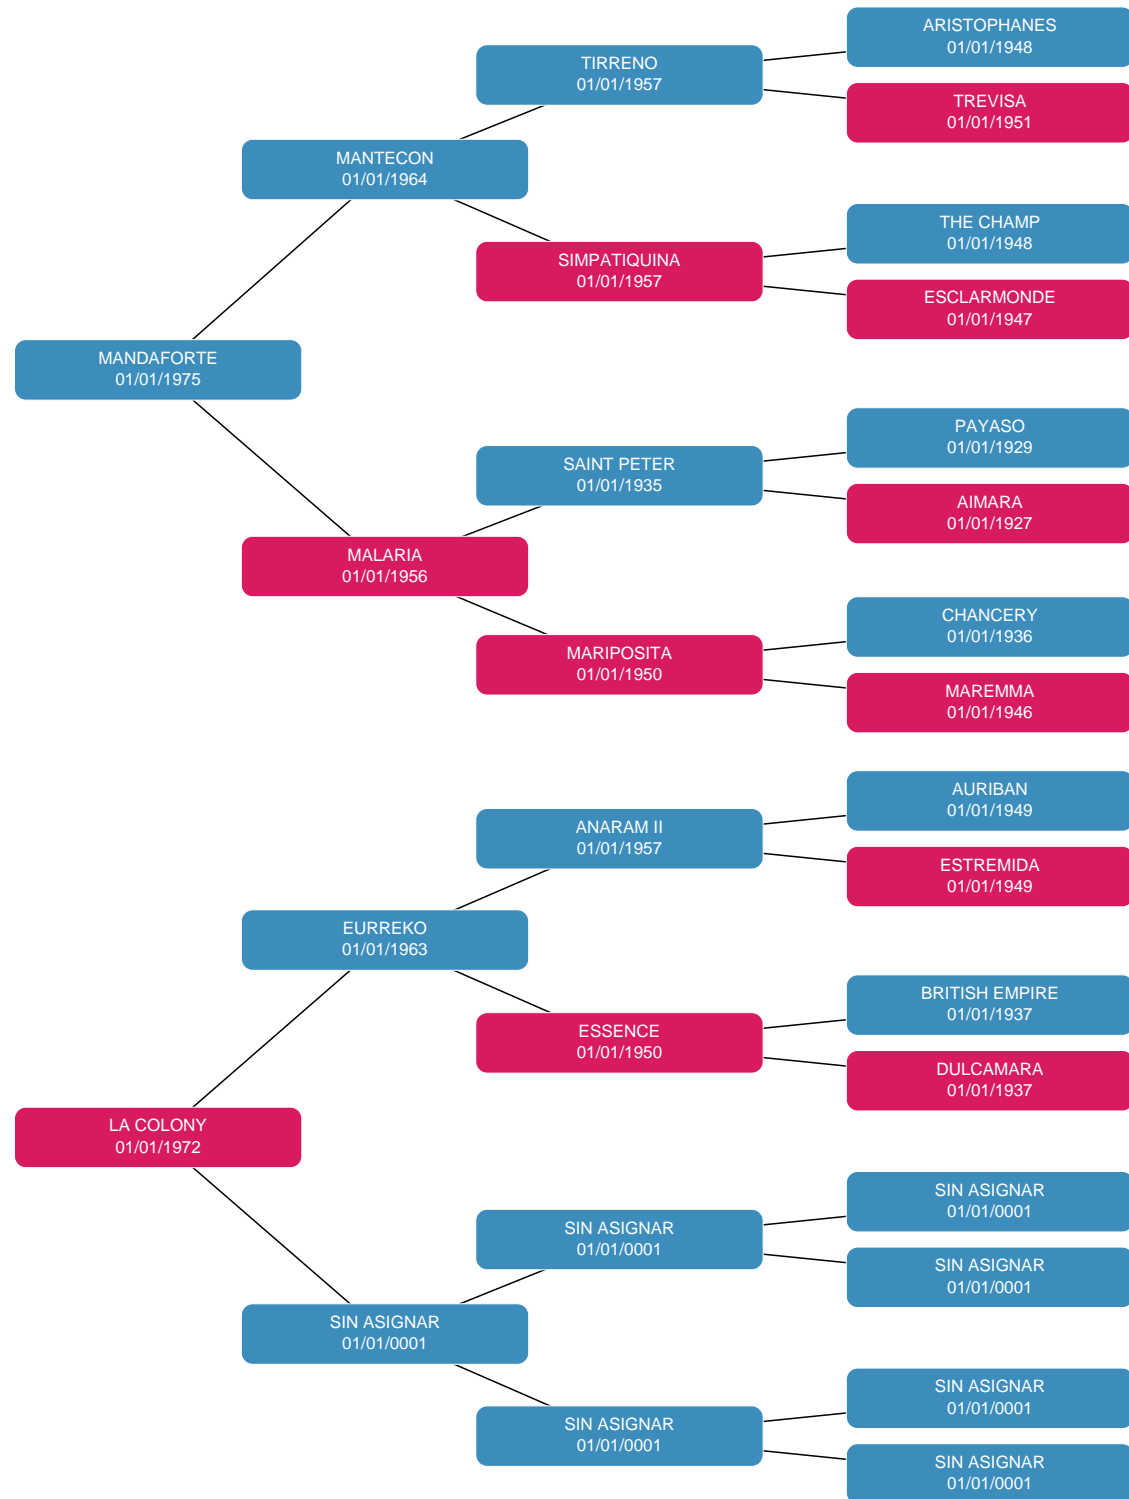 ARISTOPHANES
01/01/1948
TIRRENO
01/01/1957
TREVISA
01/01/1951
MANTECON
01/01/1964
THE CHAMP
01/01/1948
SIMPATIQUINA
01/01/1957
ESCLARMONDE
01/01/1947
MANDAFORTE
01/01/1975
PAYASO
01/01/1929
SAINT PETER
01/01/1935
AIMARA
01/01/1927
MALARIA
01/01/1956
CHANCERY
01/01/1936
MARIPOSITA
01/01/1950
MAREMMA
01/01/1946
AURIBAN
01/01/1949
ANARAM II
01/01/1957
ESTREMIDA
01/01/1949
EURREKO
01/01/1963
BRITISH EMPIRE
01/01/1937
ESSENCE
01/01/1950
DULCAMARA
01/01/1937
LA COLONY
01/01/1972
SIN ASIGNAR
01/01/0001
SIN ASIGNAR
01/01/0001
SIN ASIGNAR
01/01/0001
SIN ASIGNAR
01/01/0001
SIN ASIGNAR
01/01/0001
SIN ASIGNAR
01/01/0001
SIN ASIGNAR
01/01/0001